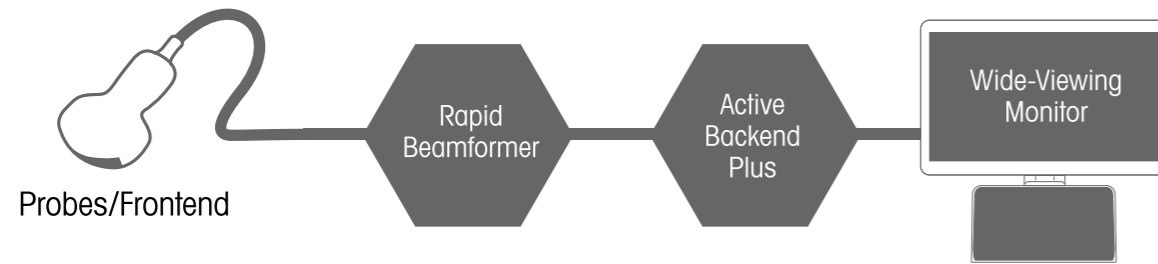 Rapid
Beamformer
Active
Backend
Plus
Wide-Viewing
Monitor
Probes/Frontend